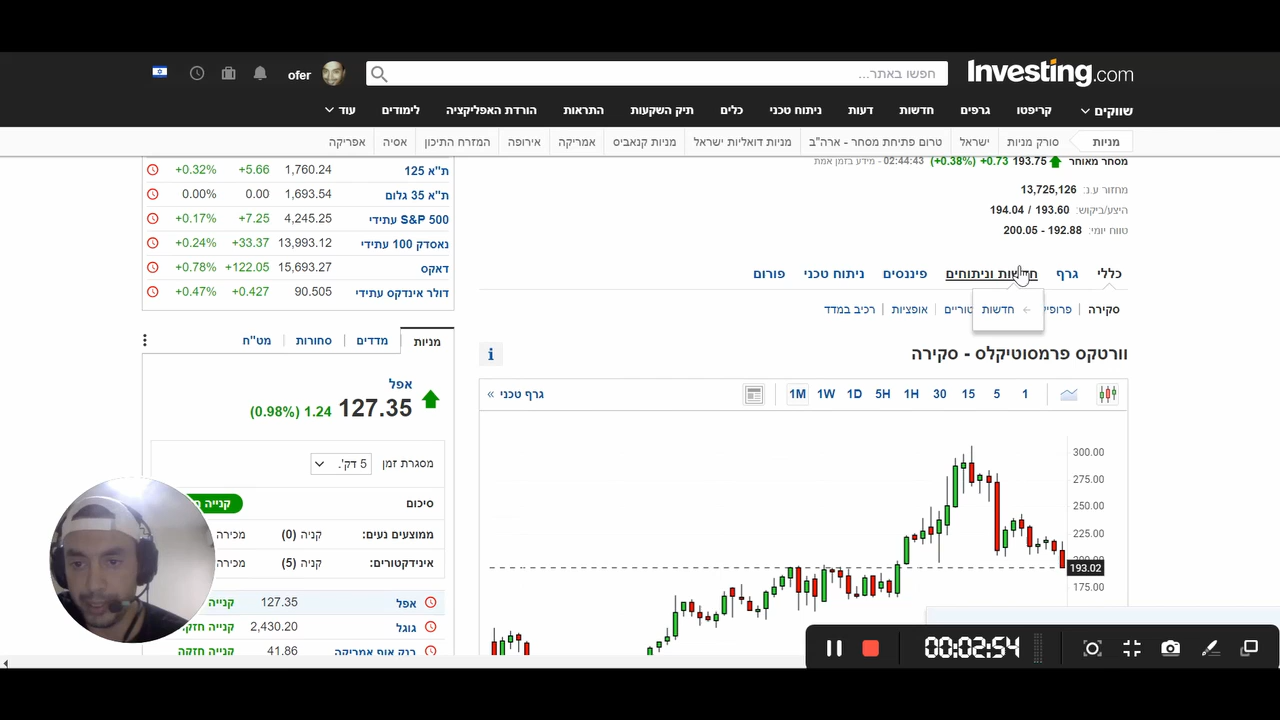 Investing.com
חפשו באתר...
ofer
שווקים קריפטו גרפים חדשות דעות ניתוח טכני כלים תיק השקעות התראות הורדת האפליקציה לימודים עוד
מניות סורק מניות ישראל טרום פתיחת מסחר - ארה"ב מניות דואליות ישראל מניות קנאביס אמריקה אירופה המזרח התיכון אסיה אפריקה
מסחר מאוחר 193.75 +0.73 (+0.38%) 02:44:43 - מידע בזמן אמת
מחזור ע.נ: 13,725,126
היצע/ביקוש: 193.60 / 194.04
טווח יומי: 192.88 - 200.05
כללי גרף חדשות וניתוחים פיננסים ניתוח טכני פורום
חדשות
סקירה אופציות רכיב במדד
וורטקס פרמסוטיקלס - סקירה
1M 1W 1D 5H 1H 30 15 5 1
גרף טכני »
300.00
275.00
250.00
225.00
200.00
193.02
175.00
ת"א 125 1,760.24 +5.66 +0.32%
ת"א 35 גלום 1,693.54 0.00 0.00%
S&P 500 עתידי 4,245.25 +7.25 +0.17%
נאסדק 100 עתידי 13,993.12 +33.37 +0.24%
דאקס 15,693.27 +122.05 +0.78%
דולר אינדקס עתידי 90.505 +0.427 +0.47%
מניות מדדים סחורות מט"ח
אפל
127.35 1.24 (0.98%)
מסגרת זמן 5 דק'.
סיכום קנייה
ממוצעים נעים: קניה (0) מכירה
אינדיקטורים: קניה (5) מכירה
אפל 127.35 קנייה
גוגל 2,430.20 קנייה חזקה
בנק אוף אמריקה 41.86 קנייה חזקה
00:02:54